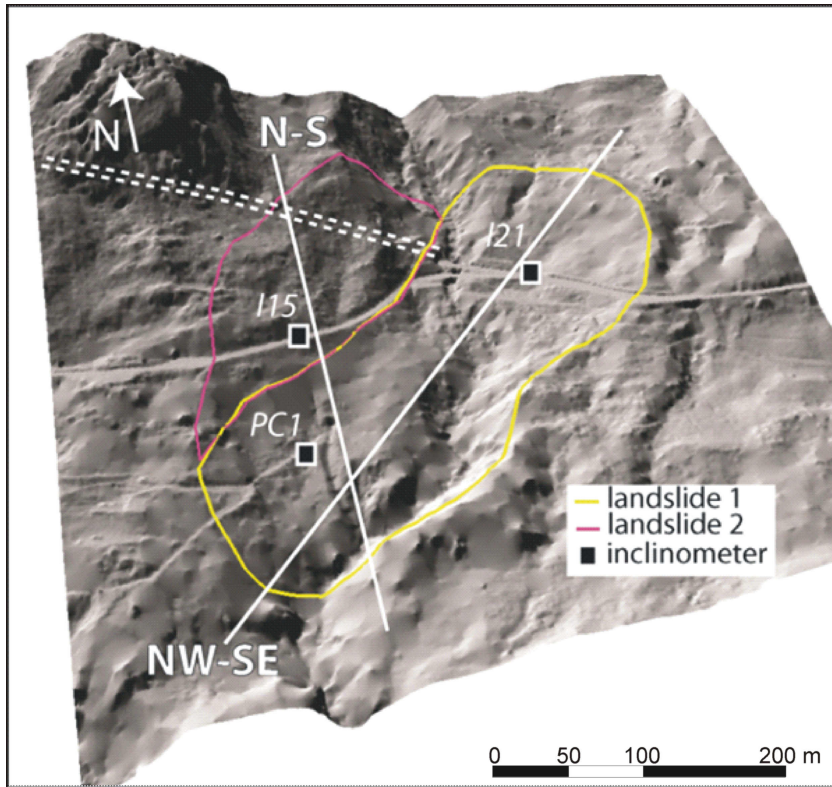 N
N-S
I21
I15
PC1
landslide 1
landslide 2
inclinometer
NW-SE
0 50 100 200 m